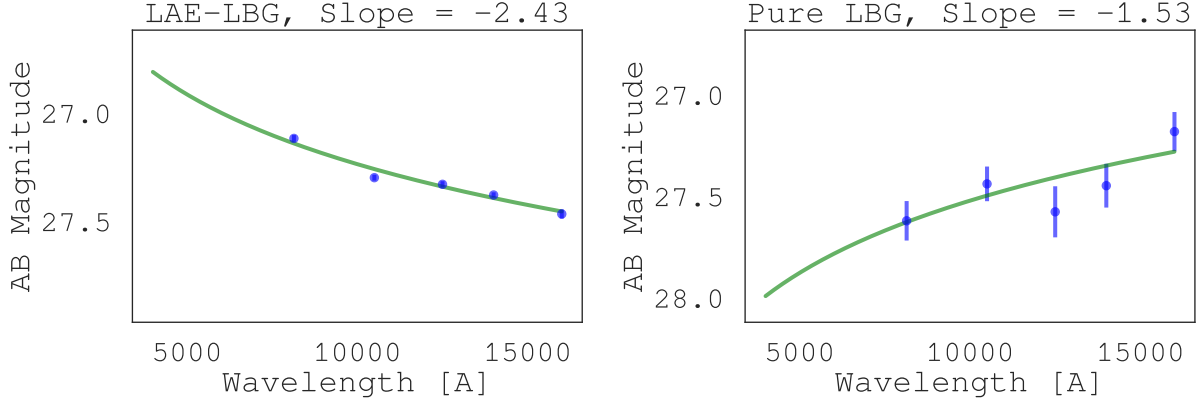 LAE-LBG, Slope = -2.43
AB Magnitude
27.0
27.5
5000 10000 15000
Wavelength [A]
Pure LBG, Slope = -1.53
AB Magnitude
27.0
27.5
28.0
5000 10000 15000
Wavelength [A]